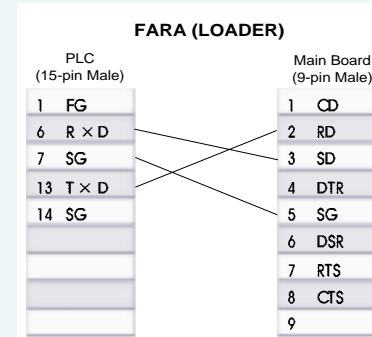 FARA (LOADER)
PLC
(15-pin Male)
1 FG
6 R × D
7 SG
13 T × D
14 SG
Main Board
(9-pin Male)
1 CD
2 RD
3 SD
4 DTR
5 SG
6 DSR
7 RTS
8 CTS
9